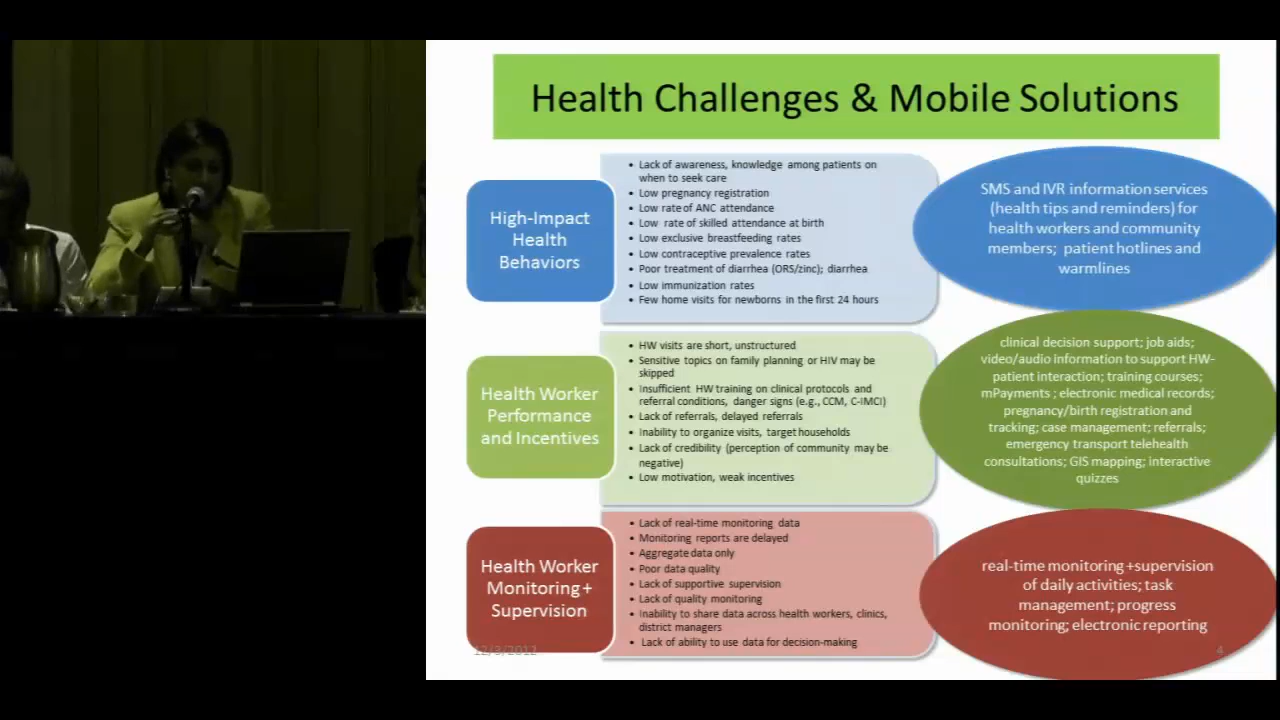 Health Challenges & Mobile Solutions
High-Impact
Health
Behaviors
• Lack of awareness, knowledge among patients on
when to seek care
• Low pregnancy registration
• Low rate of ANC attendance
• Low rate of skilled attendance at birth
• Low exclusive breastfeeding rates
• Low contraceptive prevalence rates
• Poor treatment of diarrhea (ORS/zinc); diarrhea
• Low immunization rates
• Few home visits for newborns in the first 24 hours
SMS and IVR information services
(health tips and reminders) for
health workers and community
members; patient hotlines and
warmlines
Health Worker
Performance
and Incentives
• HW visits are short, unstructured
• Sensitive topics on family planning or HIV may be
skipped
• Insufficient HW training on clinical protocols and
referral conditions, danger signs (e.g., CCM, C-IMCI)
• Lack of referrals, delayed referrals
• Inability to organize visits, target households
• Lack of credibility (perception of community may be
negative)
• Low motivation, weak incentives
clinical decision support; job aids;
video/audio information to support HW-
patient interaction; training courses;
mPayments ; electronic medical records;
pregnancy/birth registration and
tracking; case management; referrals;
emergency transport telehealth
consultations; GIS mapping; interactive
quizzes
Health Worker
Monitoring +
Supervision
• Lack of real-time monitoring data
• Monitoring reports are delayed
• Aggregate data only
• Poor data quality
• Lack of supportive supervision
• Lack of quality monitoring
• Inability to share data across health workers, clinics,
district managers
• Lack of ability to use data for decision-making
real-time monitoring +supervision
of daily activities; task
management; progress
monitoring; electronic reporting
12/3/2012
4